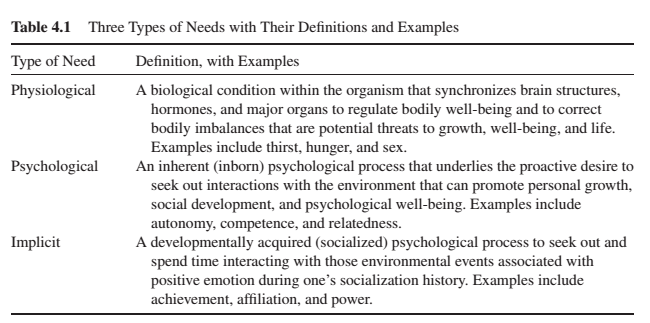 Table 4.1 Three Types of Needs with Their Definitions and Examples
Type of Need Definition, with Examples
Physiological A biological condition within the organism that synchronizes brain structures,
hormones, and major organs to regulate bodily well-being and to correct
bodily imbalances that are potential threats to growth, well-being, and life.
Examples include thirst, hunger, and sex.
Psychological An inherent (inborn) psychological process that underlies the proactive desire to
seek out interactions with the environment that can promote personal growth,
social development, and psychological well-being. Examples include
autonomy, competence, and relatedness.
Implicit A developmentally acquired (socialized) psychological process to seek out and
spend time interacting with those environmental events associated with
positive emotion during one’s socialization history. Examples include
achievement, affiliation, and power.